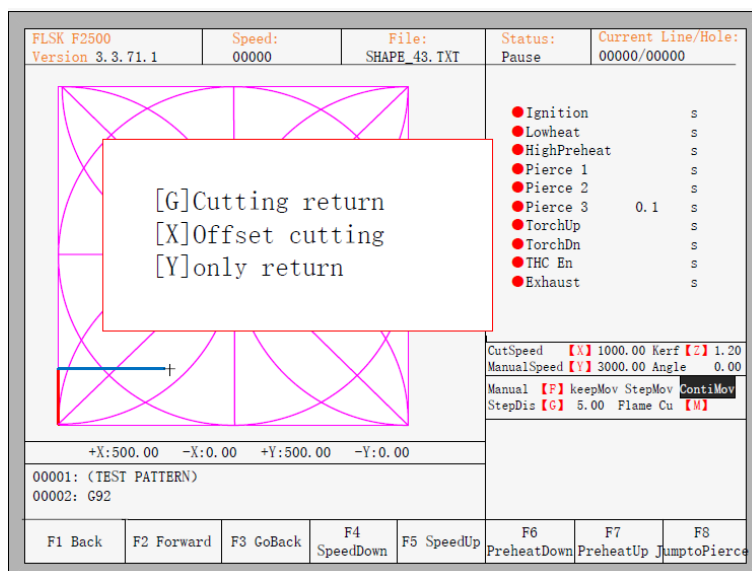 FLSK F2500
Version 3.3.71.1
Speed:
00000
File:
SHAPE_43.TXT
Status:
Pause
Current Line/Hole:
00000/00000
[G]Cutting return
[X]Offset cutting
[Y]only return
Ignition s
Lowheat s
HighPreheat s
Pierce 1 s
Pierce 2 s
Pierce 3 0.1 s
TorchUp s
TorchDn s
THC En s
Exhaust s
CutSpeed 【X】 1000.00 Kerf【Z】 1.20
ManualSpeed【Y】 3000.00 Angle 0.00
Manual 【F】 keepMov StepMov ContiMov
StepDis【G】 5.00 Flame Cu 【M】
+X:500.00 -X:0.00 +Y:500.00 -Y:0.00
00001: (TEST PATTERN)
00002: G92
F1 Back
F2 Forward
F3 GoBack
F4 SpeedDown
F5 SpeedUp
F6 PreheatDown
F7 PreheatUp
F8 JumptoPierce